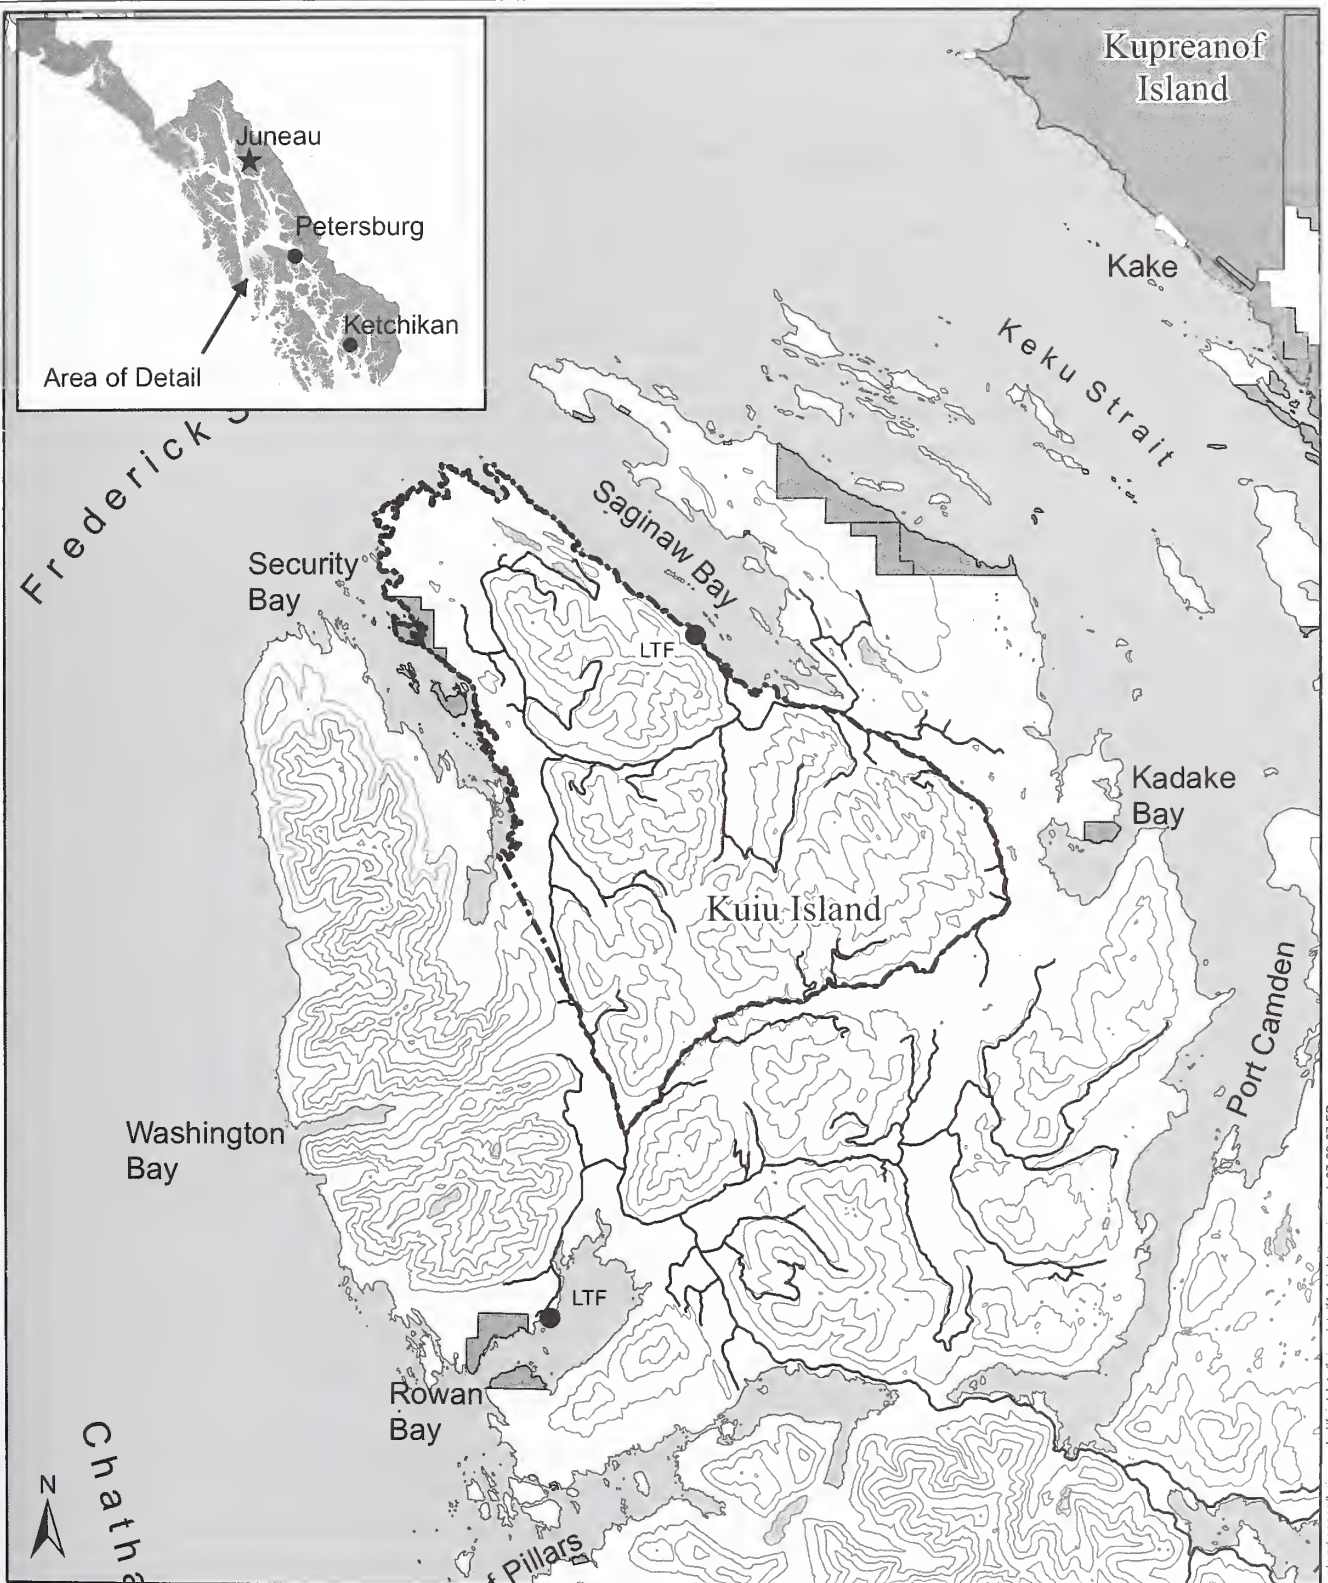 Kupreanof
Island
Juneau
Petersburg
Ketchikan
Area of Detail
Kake
Keku Strait
Frederick S
Saginaw Bay
Security
Bay
LTF
Kadake
Bay
Kuiu Island
Port Camden
Washington
Bay
LTF
Rowan
Bay
N
Chatha
f Pillars